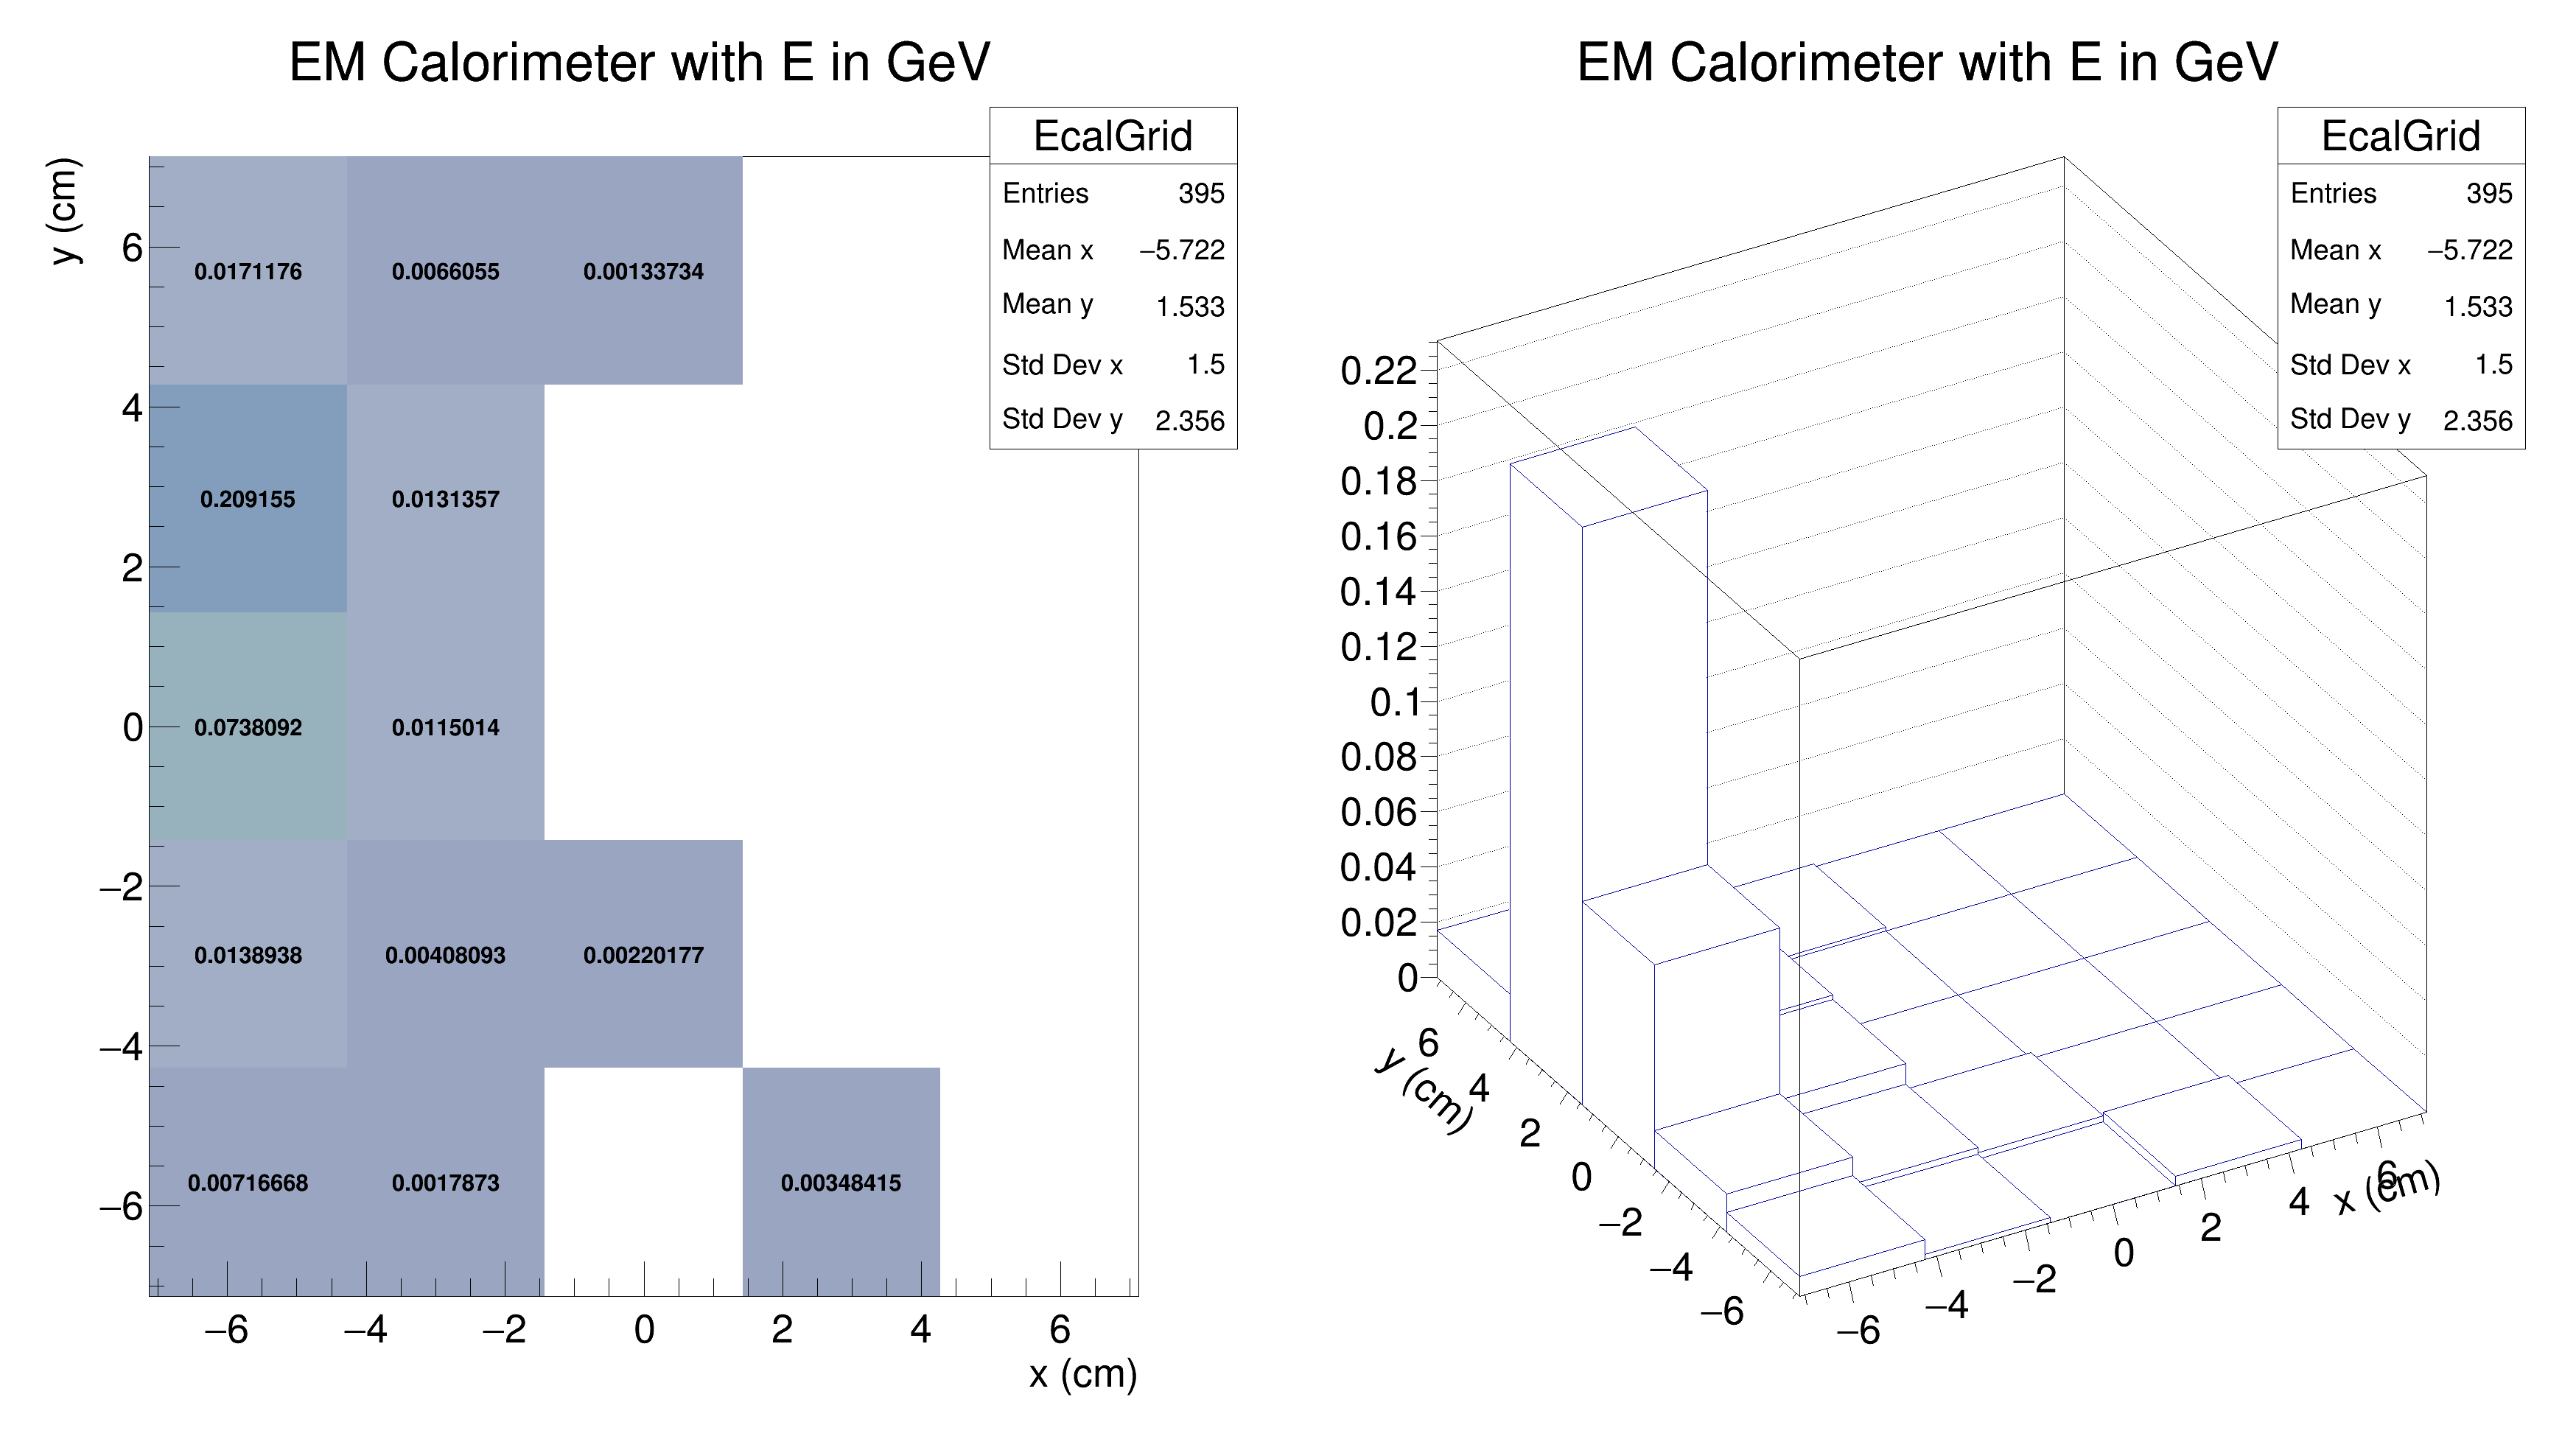 EM Calorimeter with E in GeV
EcalGrid
Entries 395
Mean x −5.722
Mean y 1.533
Std Dev x 1.5
Std Dev y 2.356
y (cm)
6
4
2
0
−2
−4
−6
0.0171176 0.0066055 0.00133734
0.209155 0.0131357
0.0738092 0.0115014
0.0138938 0.00408093 0.00220177
0.00716668 0.0017873 0.00348415
−6 −4 −2 0 2 4 6
x (cm)
EM Calorimeter with E in GeV
EcalGrid
Entries 395
Mean x −5.722
Mean y 1.533
Std Dev x 1.5
Std Dev y 2.356
0.22
0.2
0.18
0.16
0.14
0.12
0.1
0.08
0.06
0.04
0.02
0
6
4
2
0
−2
−4
−6
y (cm)
−6
−4
−2
0
2
4
6
x (cm)